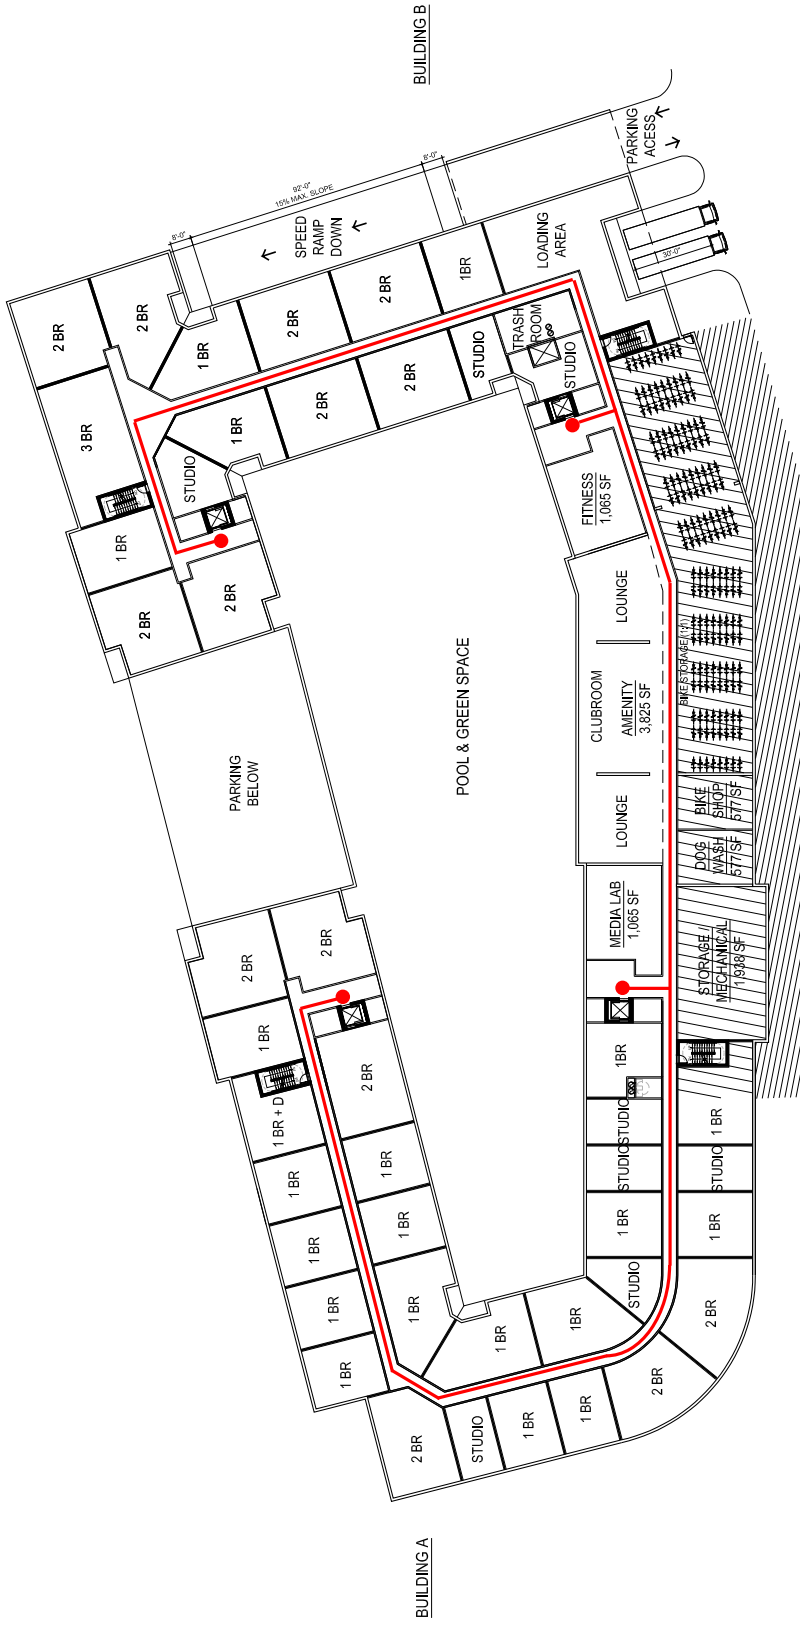 BUILDING B
PARKING
ACESS
8'-0"
92'-0"
15% MAX. SLOPE
8'-0"
SPEED
RAMP
DOWN
LOADING
AREA
30'-0"
2 BR
2 BR
1 BR
2 BR
2 BR
1BR
3 BR
TRASH
ROOM
STUDIO
STUDIO
2 BR
2 BR
1 BR
STUDIO
1 BR
2 BR
2 BR
FITNESS
1,065 SF
LOUNGE
CLUBROOM
AMENITY
3,825 SF
LOUNGE
BIKE STORAGE (1:1)
POOL & GREEN SPACE
PARKING
BELOW
BIKE
SHOP
577 SF
DOG
WASH
577 SF
MEDIA LAB
1,065 SF
STORAGE /
MECHANICAL
1,938 SF
2 BR
2 BR
1 BR
1 BR + D
2 BR
1 BR
1 BR
1 BR
1 BR
1 BR
1 BR
1 BR
1 BR
1BR
STUDIO
STUDIO
1 BR
STUDIO
1 BR
STUDIO
1 BR
1 BR
1BR
STUDIO
2 BR
2 BR
1 BR
1 BR
STUDIO
2 BR
BUILDING A